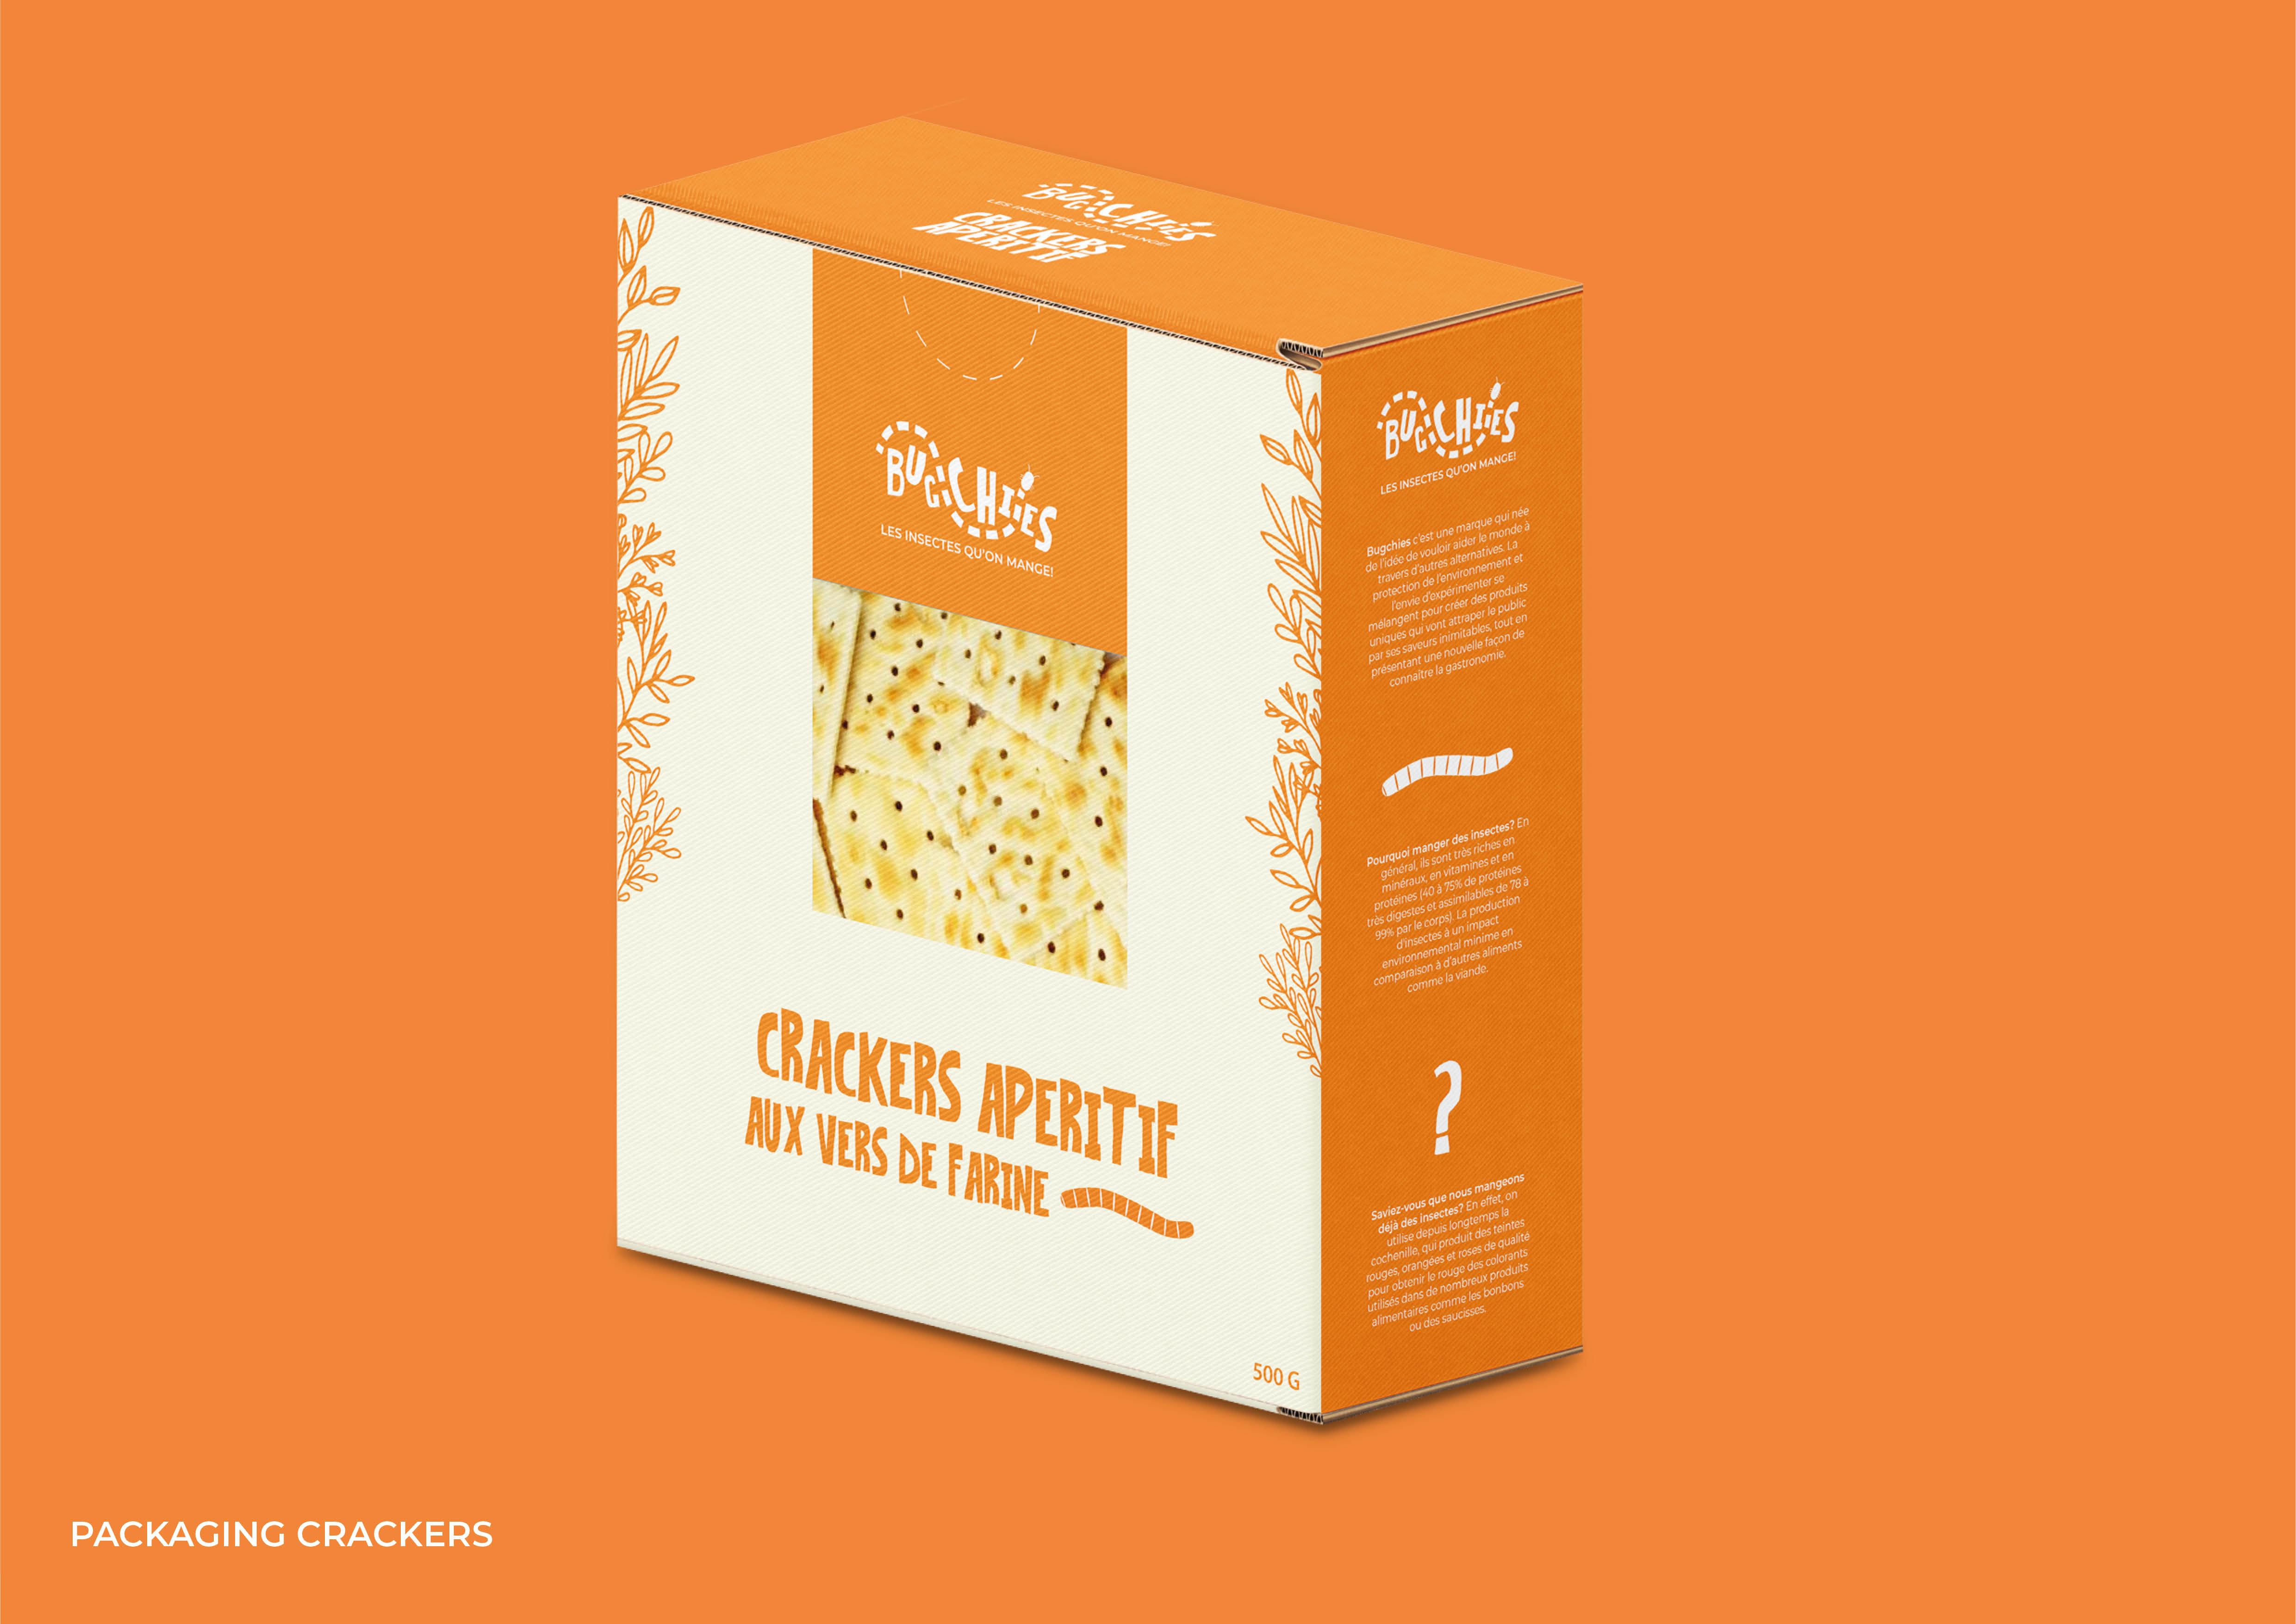 BUGCHIES
LES INSECTES QU'ON MANGE!
CRACKERS
APERITIF
BUGCHIES
LES INSECTES QU'ON MANGE!
CRACKERS APERITIF
AUX VERS DE FARINE
500 G
BUGCHIES
LES INSECTES QU'ON MANGE!
Bugchies c'est une marque qui née
de l'idée de vouloir aider le monde à
travers d'autres alternatives. La
protection de l'environnement et
l'envie d'expérimenter se
mélangent pour créer des produits
uniques qui vont attraper le public
par ses saveurs inimitables, tout en
présentant une nouvelle façon de
connaître la gastronomie.
Pourquoi manger des insectes? En
général, ils sont très riches en
minéraux, en vitamines et en
protéines (40 à 75% de protéines
très digestes et assimilables de 78 à
99% par le corps). La production
d'insectes à un impact
environnemental minime en
comparaison à d'autres aliments
comme la viande.
?
Saviez-vous que nous mangeons
déjà des insectes? En effet, on
utilise depuis longtemps la
cochenille, qui produit des teintes
rouges, orangées et roses de qualité
pour obtenir le rouge des colorants
utilisés dans de nombreux produits
alimentaires comme les bonbons
ou des saucisses.
PACKAGING CRACKERS